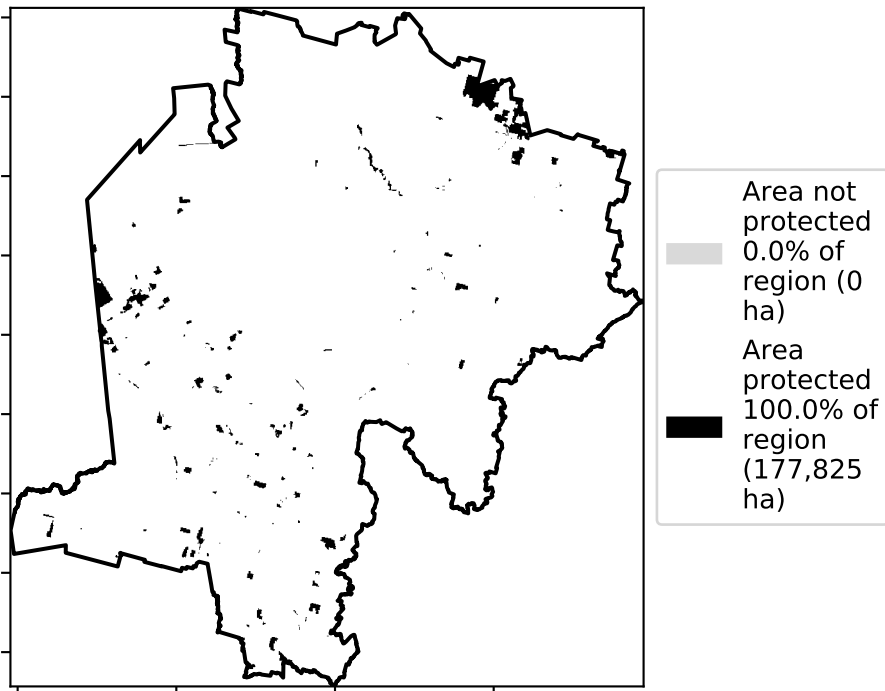 Area not
protected
0.0% of
region (0
ha)
Area
protected
100.0% of
region
(177,825
ha)